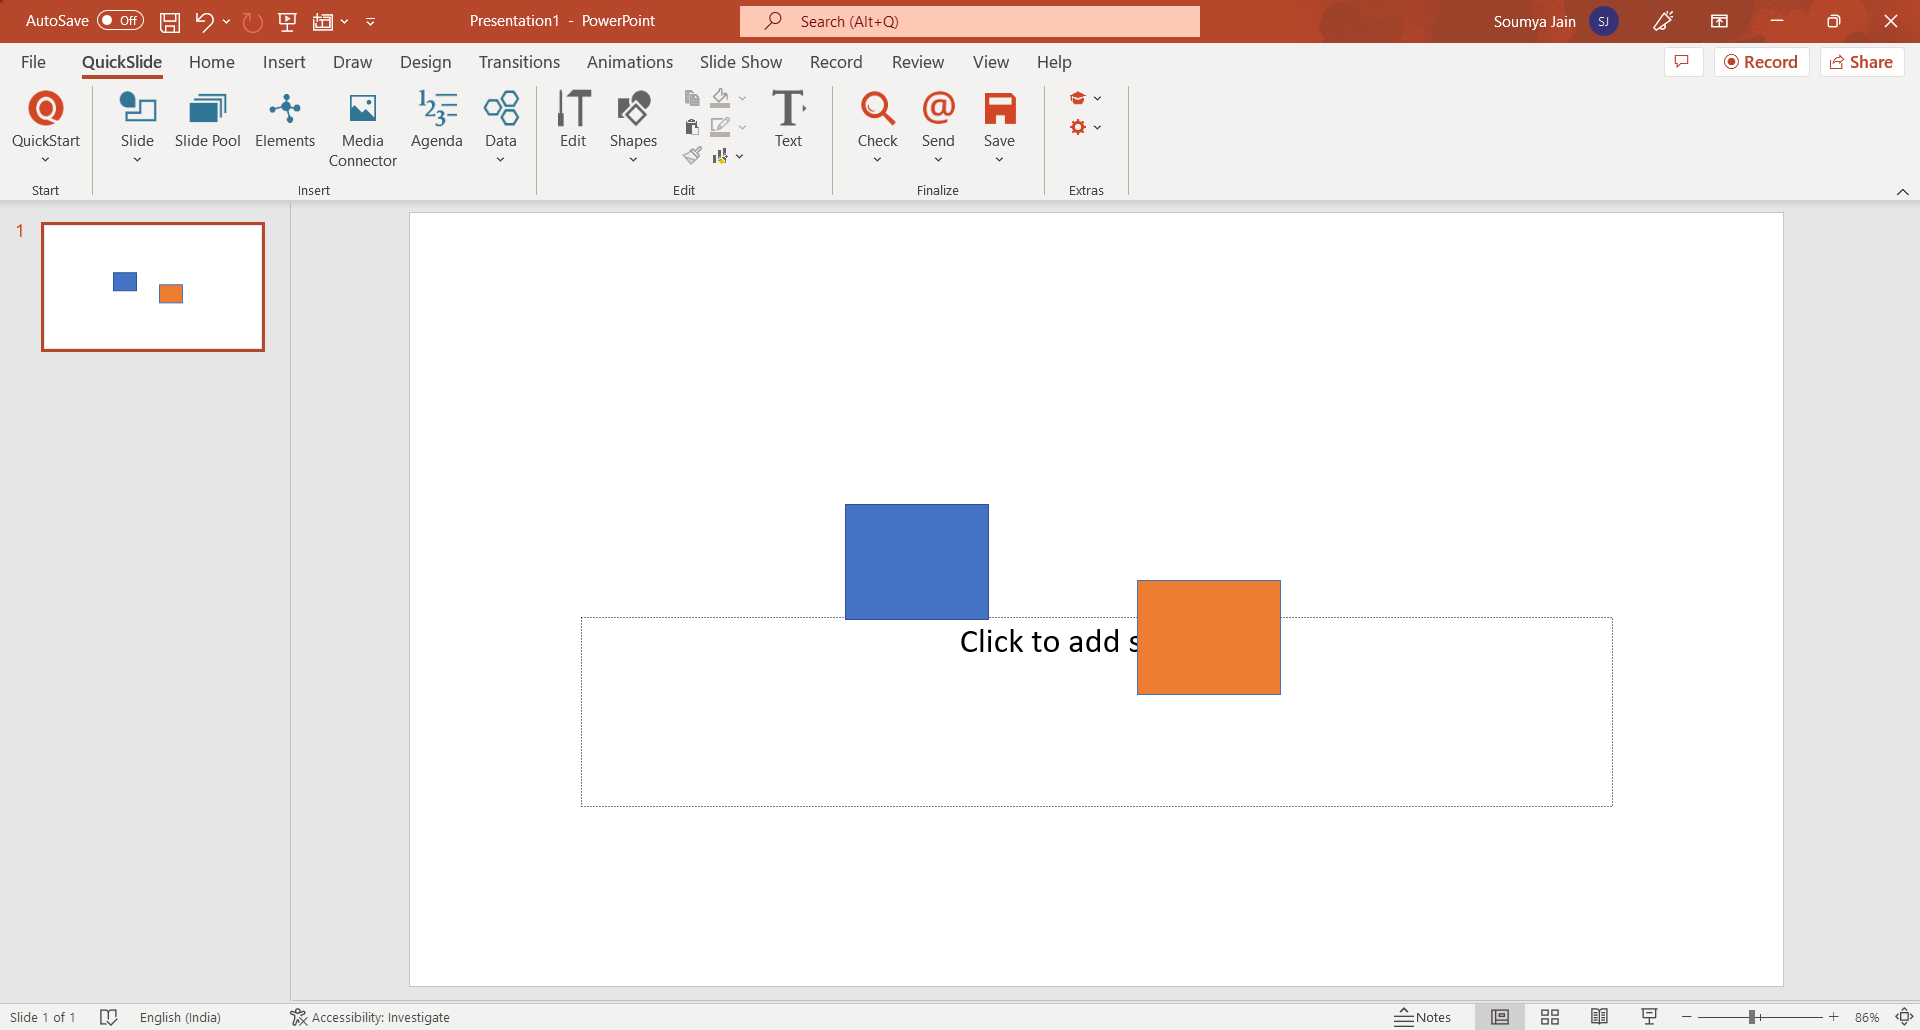 AutoSave Off
Presentation1 - PowerPoint
Search (Alt+Q)
Soumya Jain SJ
File QuickSlide Home Insert Draw Design Transitions Animations Slide Show Record Review View Help
Record Share
QuickStart Slide Slide Pool Elements Media Connector Agenda Data Edit Shapes Text Check Send Save
Start Insert Edit Finalize Extras
1
Click to add s
Slide 1 of 1 English (India) Accessibility: Investigate Notes 86%